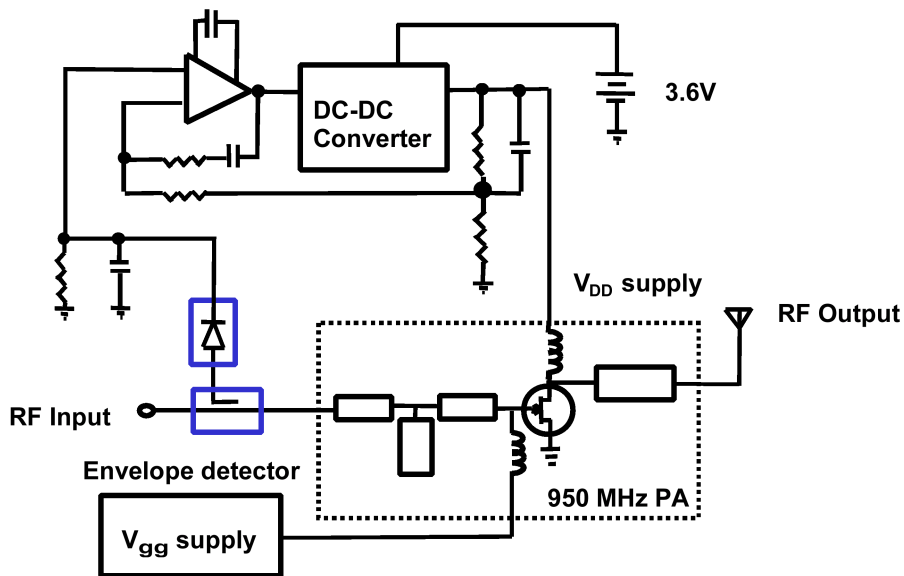 DC-DC
Converter
3.6V
V_DD supply
RF Output
RF Input
Envelope detector
950 MHz PA
V_gg supply